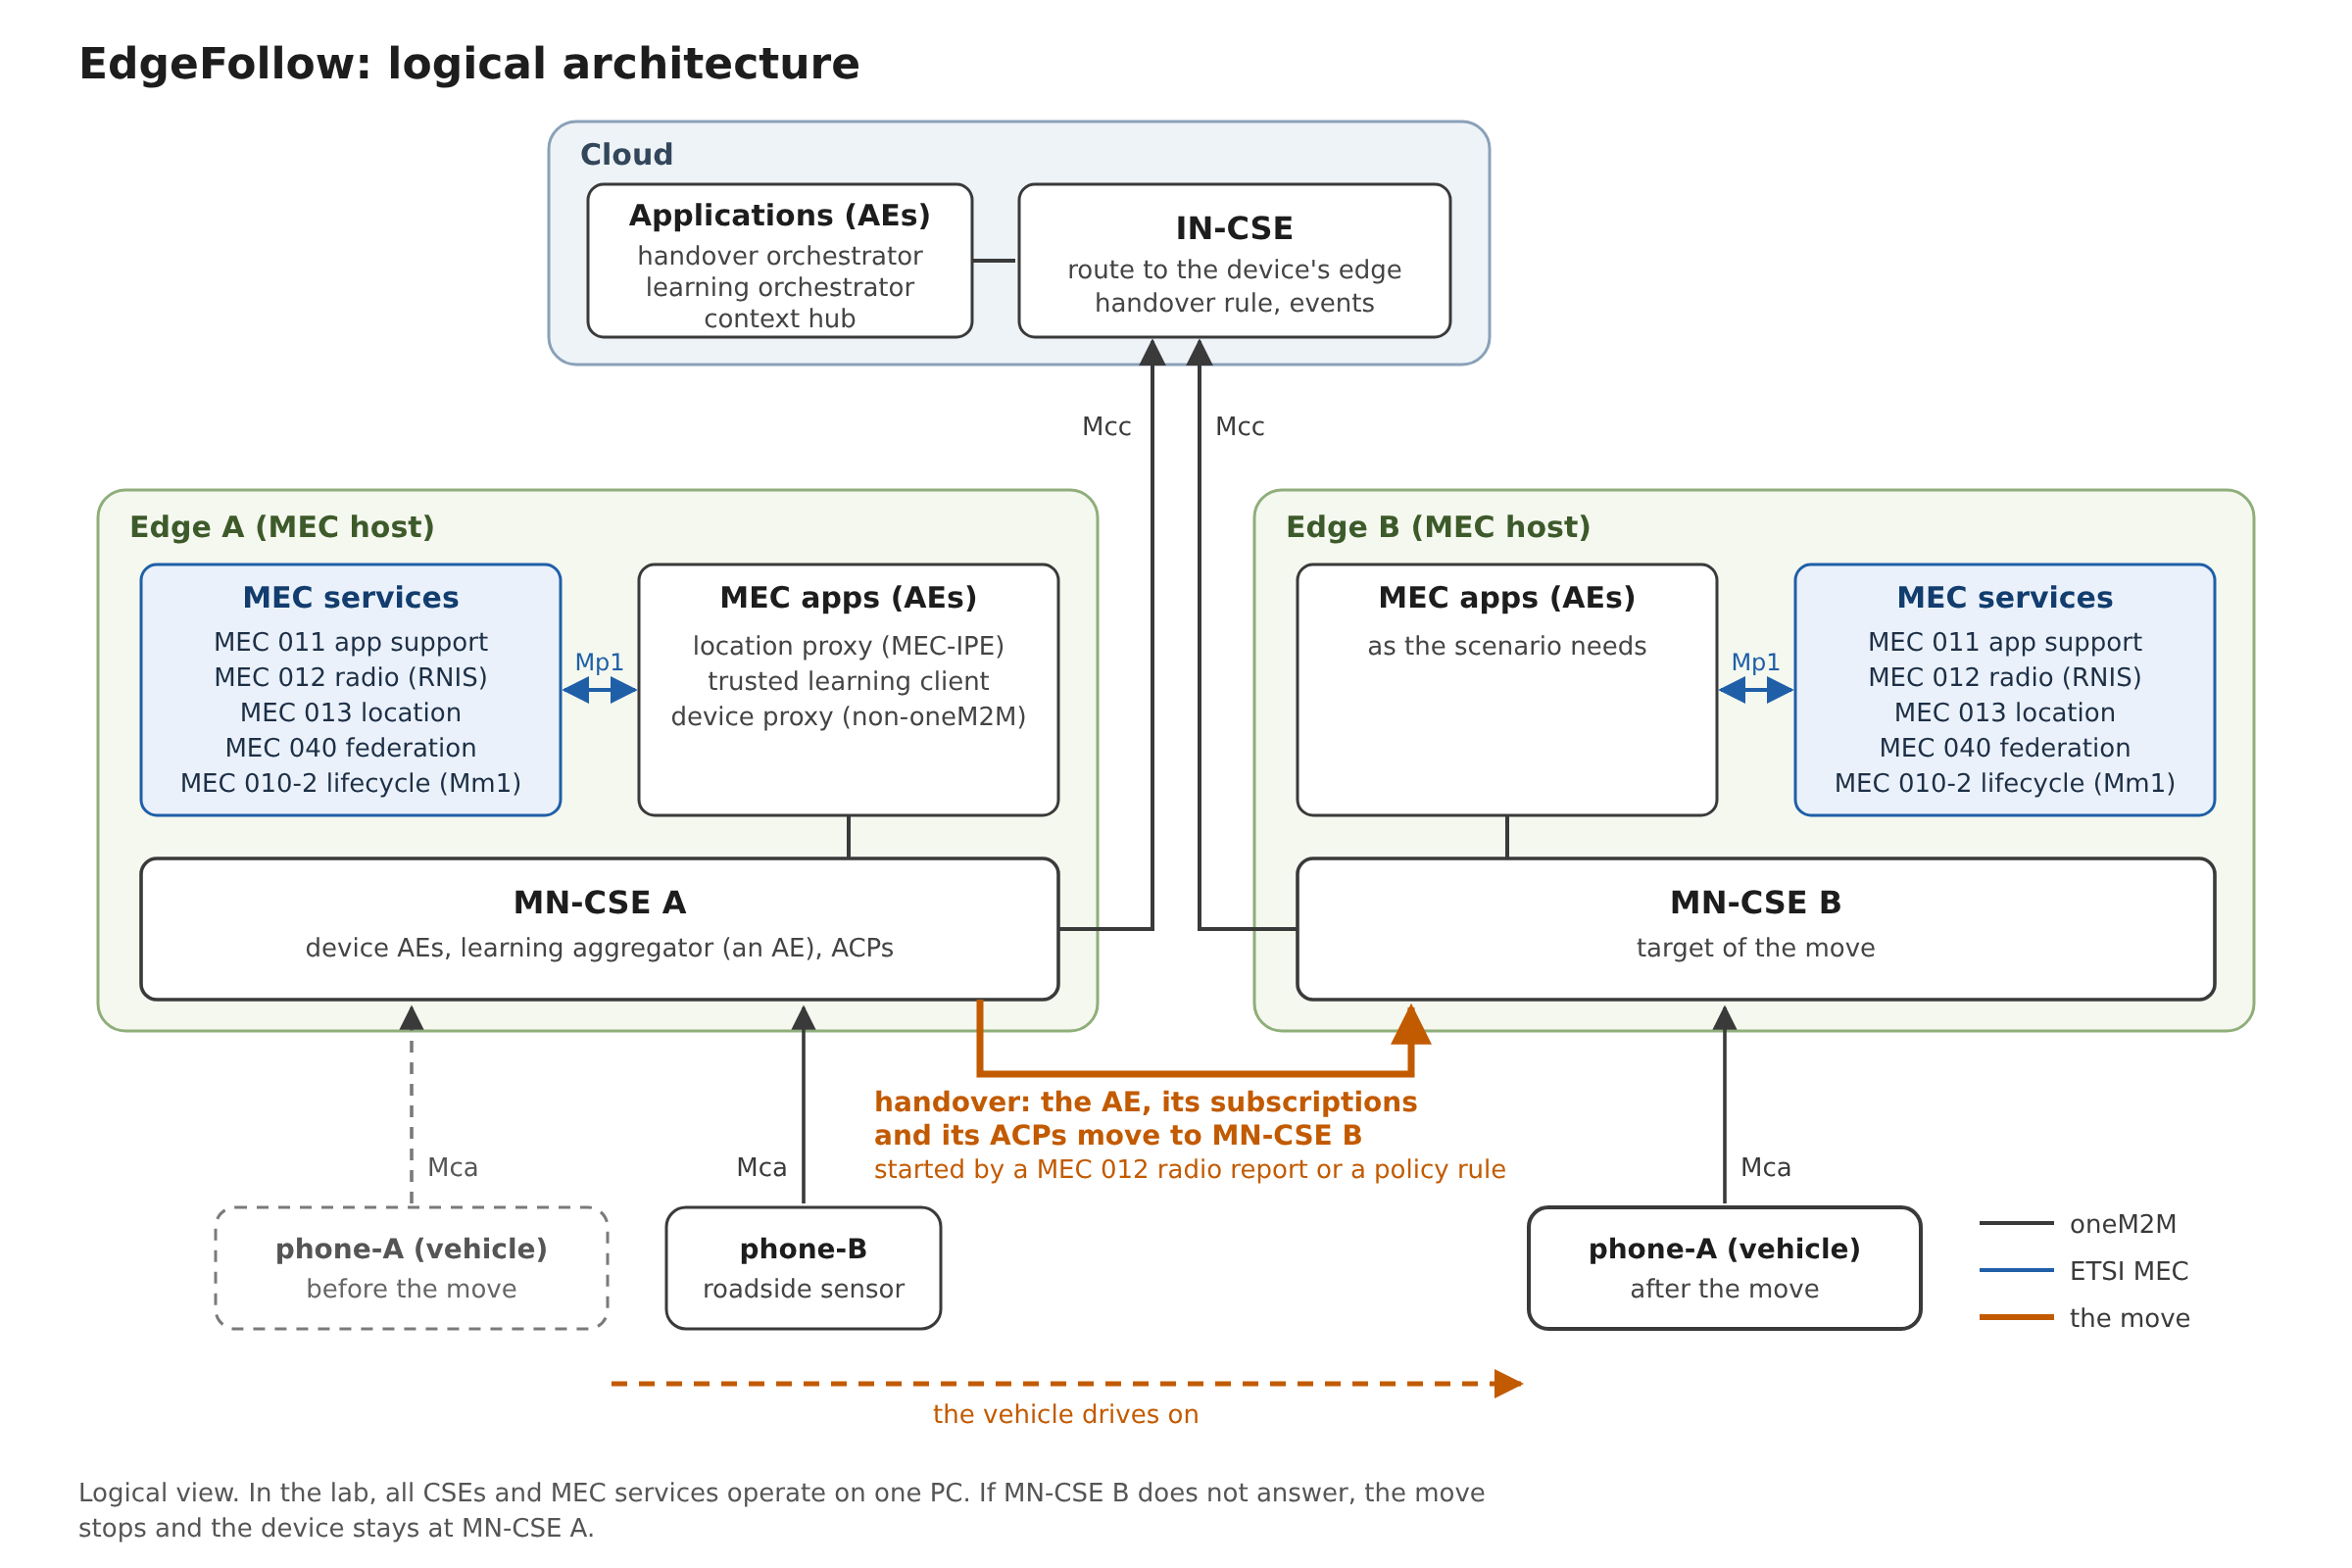 EdgeFollow: logical architecture
Cloud
Applications (AEs)
handover orchestrator
learning orchestrator
context hub
IN-CSE
route to the device's edge
handover rule, events
Mcc
Mcc
Edge A (MEC host)
MEC services
MEC 011 app support
MEC 012 radio (RNIS)
MEC 013 location
MEC 040 federation
MEC 010-2 lifecycle (Mm1)
Mp1
MEC apps (AEs)
location proxy (MEC-IPE)
trusted learning client
device proxy (non-oneM2M)
MN-CSE A
device AEs, learning aggregator (an AE), ACPs
Edge B (MEC host)
MEC apps (AEs)
as the scenario needs
Mp1
MEC services
MEC 011 app support
MEC 012 radio (RNIS)
MEC 013 location
MEC 040 federation
MEC 010-2 lifecycle (Mm1)
MN-CSE B
target of the move
handover: the AE, its subscriptions
and its ACPs move to MN-CSE B
started by a MEC 012 radio report or a policy rule
Mca
Mca
Mca
phone-A (vehicle)
before the move
phone-B
roadside sensor
phone-A (vehicle)
after the move
oneM2M
ETSI MEC
the move
the vehicle drives on
Logical view. In the lab, all CSEs and MEC services operate on one PC. If MN-CSE B does not answer, the move
stops and the device stays at MN-CSE A.